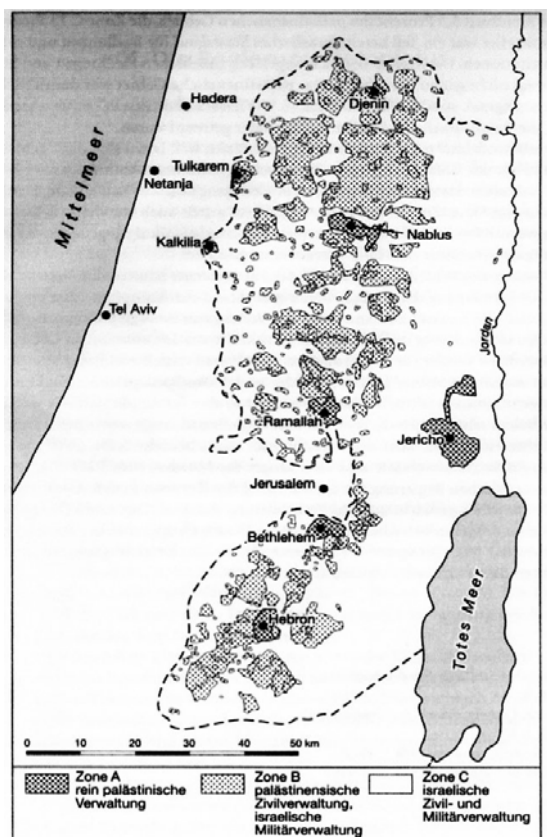 Hadera
Djenin
Mittelmeer
Tulkarem
Netanja
Nablus
Kalkilia
Tel Aviv
Jordan
Ramallah
Jericho
Jerusalem
Bethlehem
Hebron
Totes Meer
0 10 20 30 40 50 km
Zone A
rein palästinische
Verwaltung
Zone B
palästinensische
Zivilverwaltung,
israelische
Militärverwaltung
Zone C
israelische
Zivil- und
Militärverwaltung